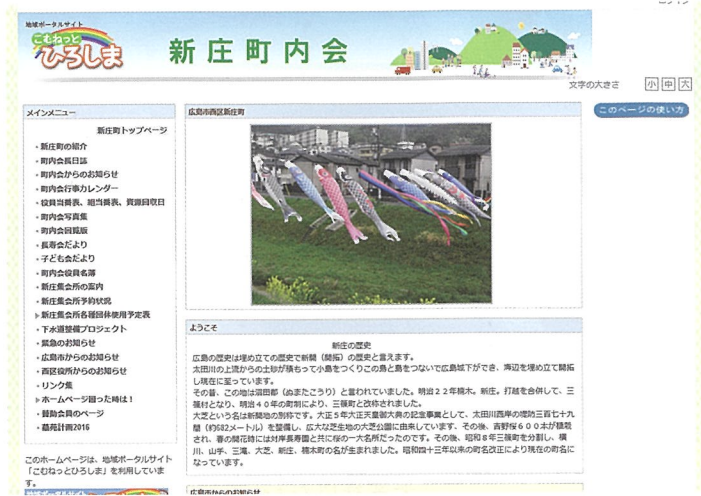 地域ポータルサイト
こむねっと
ひろしま
新庄町内会
文字の大きさ 小 中 大
このページの使い方
メインメニュー
新庄町トップページ
・新庄町の紹介
・町内会長日誌
・町内会からのお知らせ
・町内会行事カレンダー
・役員当番表、担当番表、資源回収日
・町内会写真集
・町内会回覧版
・長寿会だより
・子ども会だより
・町内会役員名簿
・新庄集会所の案内
・新庄集会所予約状況
▷新庄集会所各種団体使用予定表
・下水道整備プロジェクト
・緊急のお知らせ
・広島市からのお知らせ
・西区役所からのお知らせ
・リンク集
▷ホームページ困った時は！
・賛助会員のページ
・墓苑計画2016
このホームページは、地域ポータルサイト
「こむねっとひろしま」を利用していま
す。
広島市西区新庄町
ようこそ
新庄の歴史
広島の歴史は埋め立ての歴史で新開（開拓）の歴史と言えます。
太田川の上流からの土砂が積もって小島をつくりこの島と島をつないで広島城下ができ、海辺を埋め立て開拓
し現在に至っています。
その昔、この地は沼田郡（ぬまたこうり）と言われていました。明治２２年楠木。新庄。打越を合併して、三
篠村となり、明治４０年の町制により、三篠町と改称されました。
大芝という名は新開地の別称です。大正５年大正天皇御大典の記念事業として、太田川西岸の堤防三百七十九
間（約682メートル）を整備し、広大な芝生地の大芝公園に由来しています、その後、吉野桜６００本が植栽
され、春の開花時には対岸長寿園と共に桜の一大名所だったのです。その後、昭和８年三篠町を分割し、横
川、山手、三滝、大芝、新庄、楠木町の名が生まれました。昭和四十三年以来の町名改正により現在の町名に
なっています。
広島市からのお知らせ